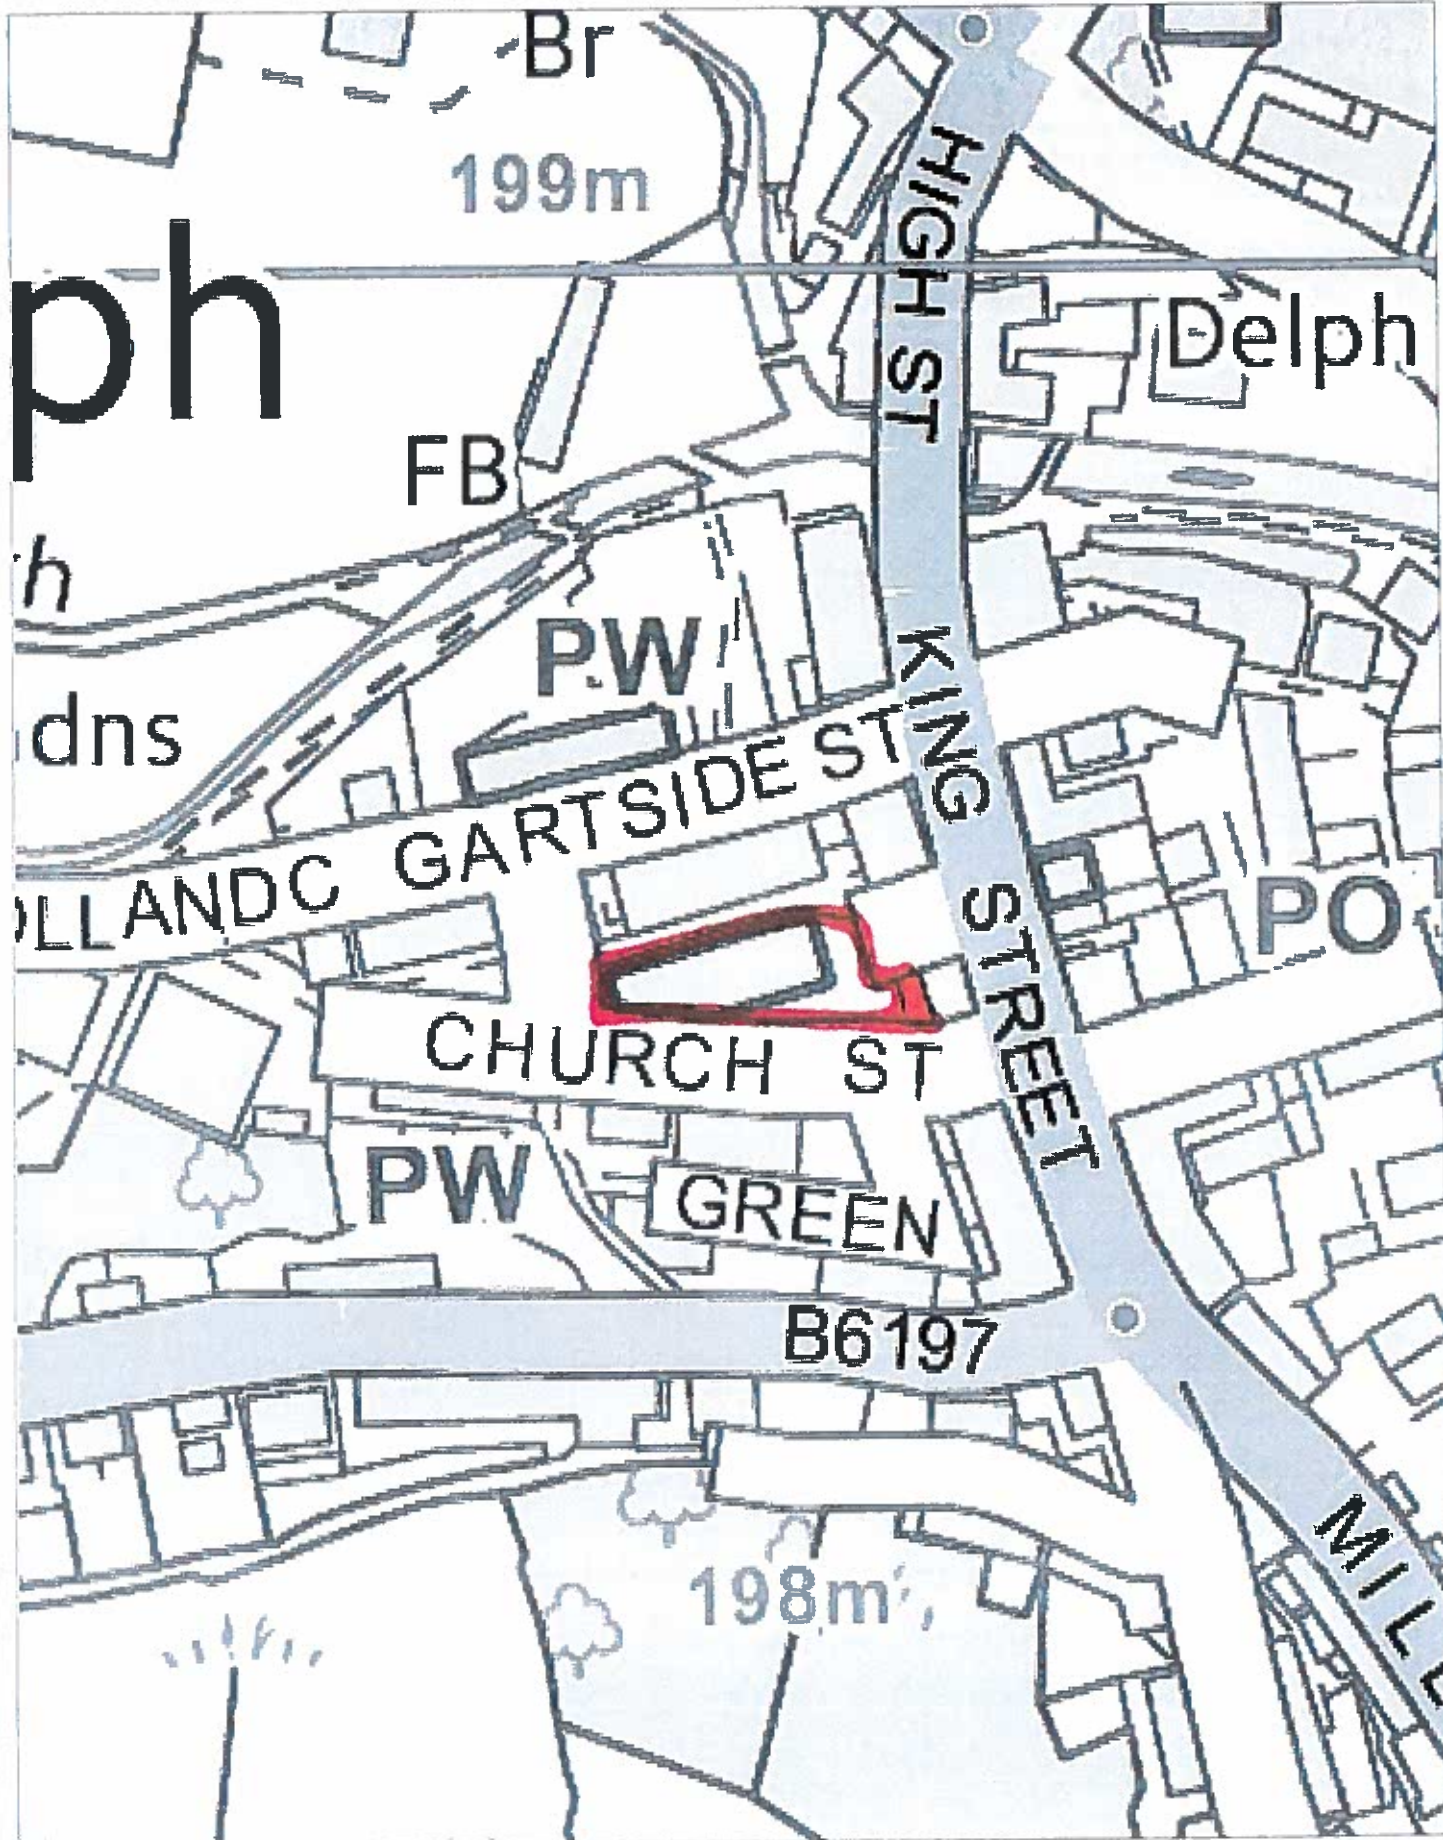 Br
199m
HIGH ST
ph
Delph
FB
h
PW
dns
KING STREET
GARTSIDE ST
OLLANDC
PO
CHURCH ST
PW
GREEN
B6197
198m
MILL